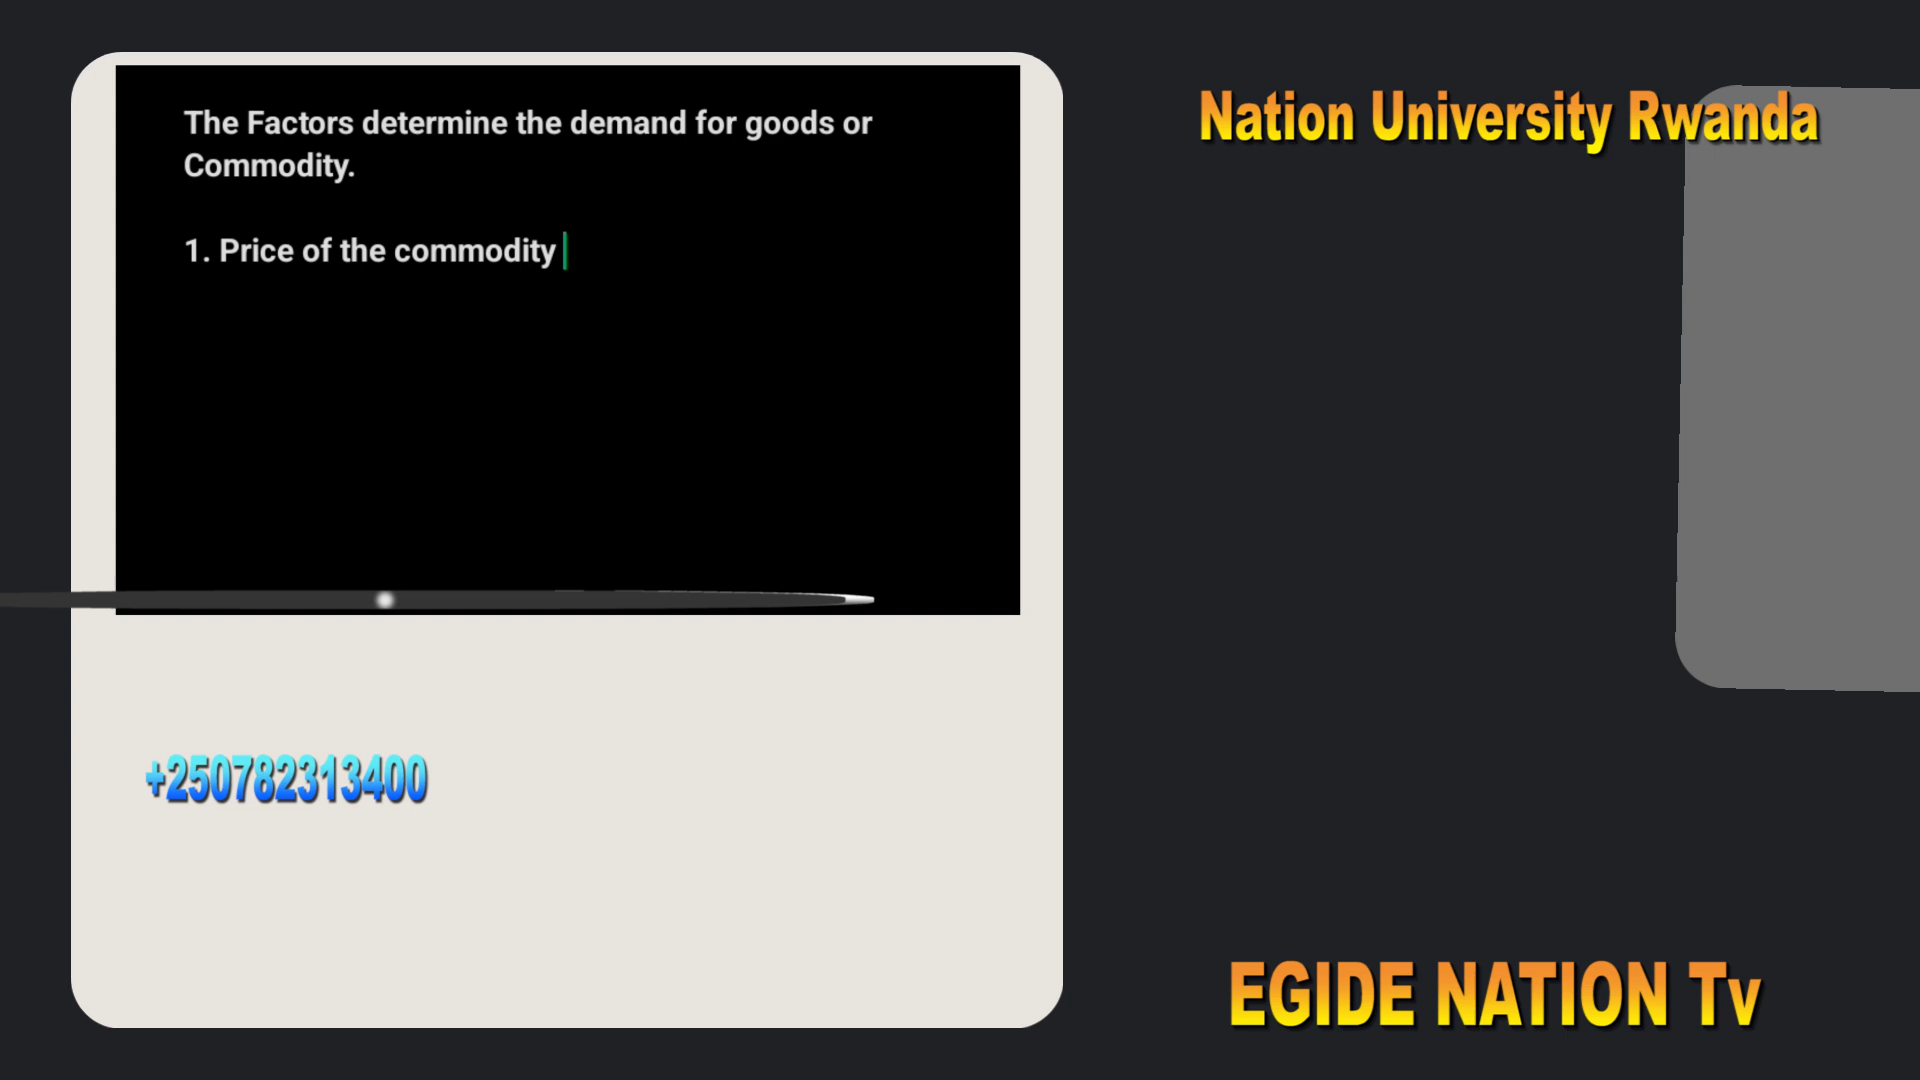 The Factors determine the demand for goods or
Commodity.
1. Price of the commodity
Nation University Rwanda
+250782313400
EGIDE NATION Tv